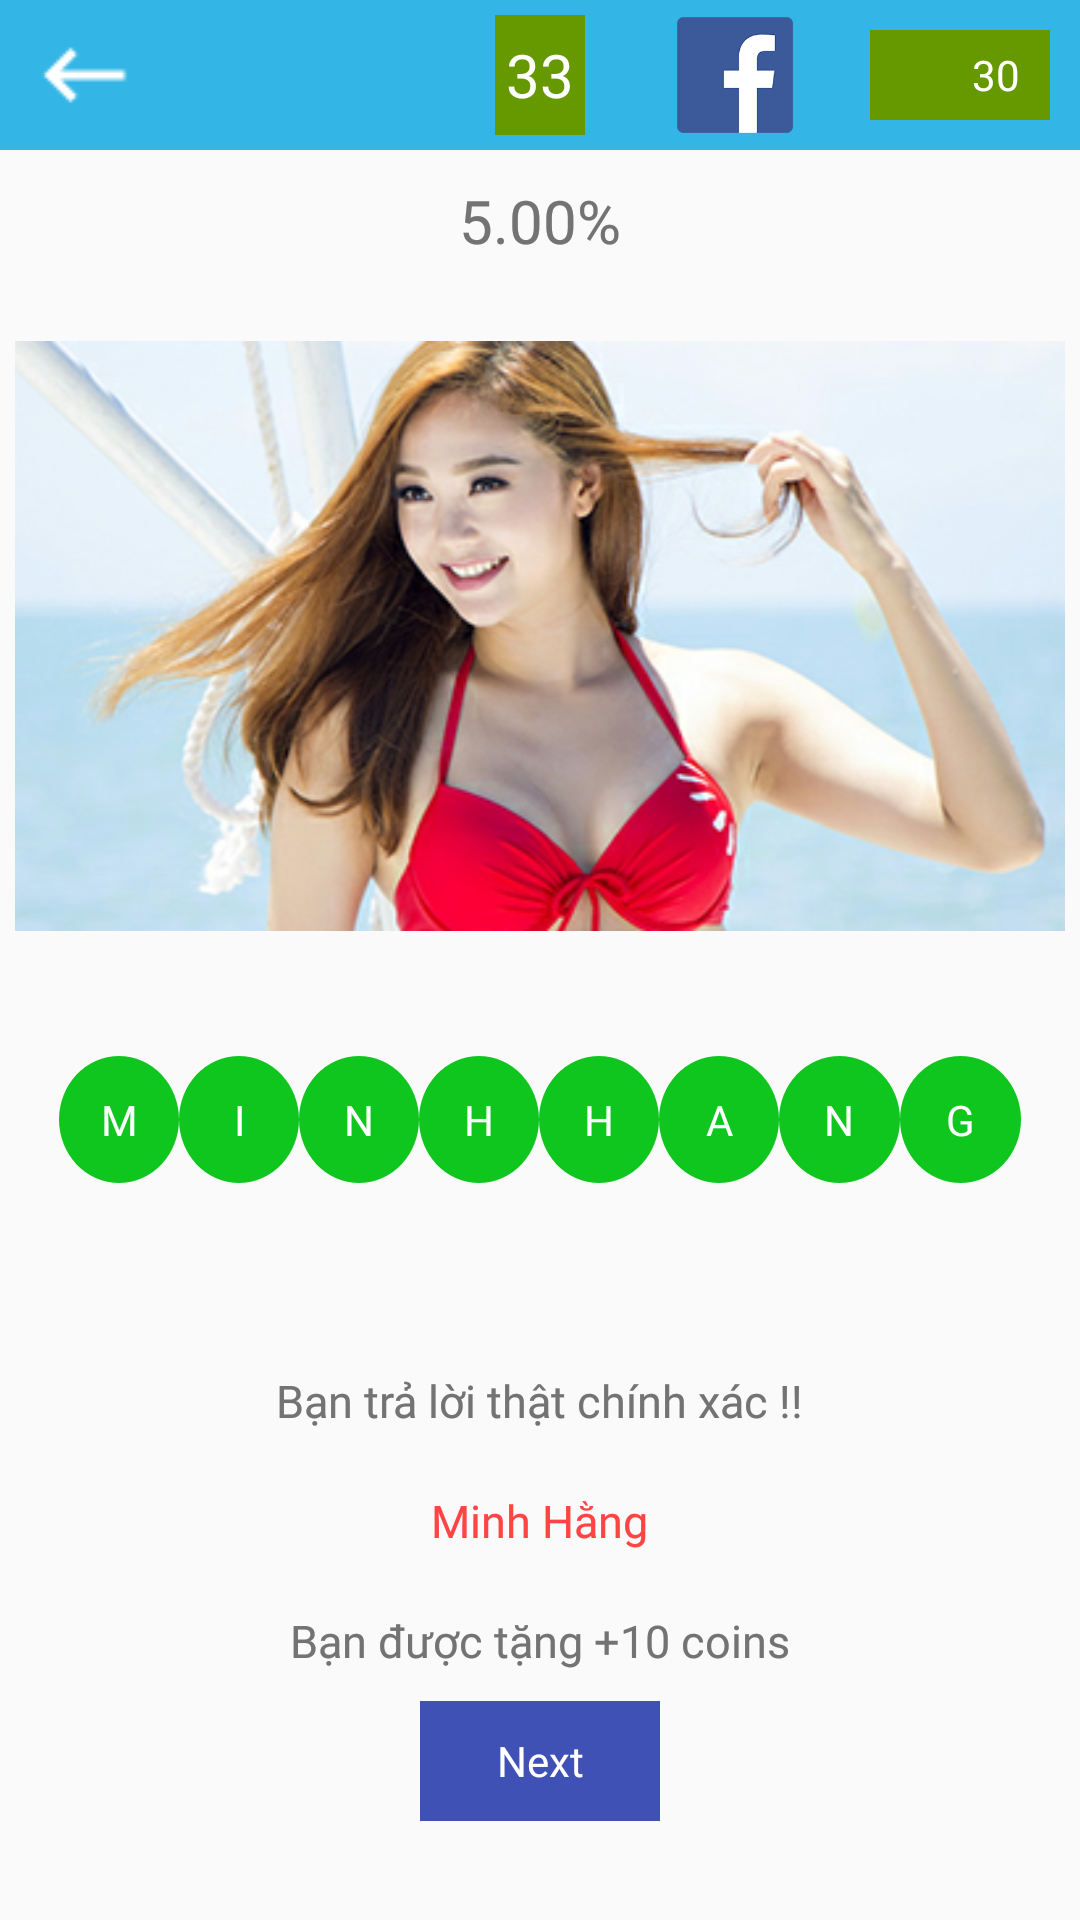 33
f
30
5.00%
M I N H H A N G
Bạn trả lời thật chính xác !!
Minh Hằng
Bạn được tặng +10 coins
Next